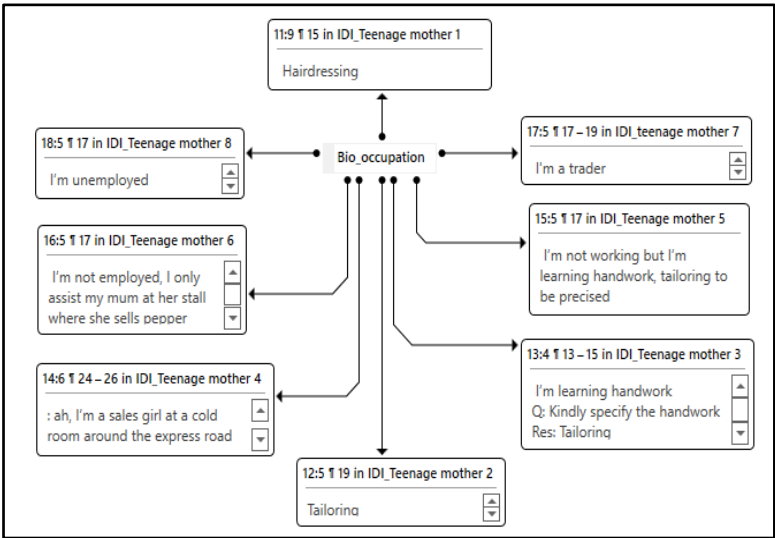 11:9 ¶ 15 in IDI_Teenage mother 1
Hairdressing
18:5 ¶ 17 in IDI_Teenage mother 8
I'm unemployed
Bio_occupation
17:5 ¶ 17 – 19 in IDI_teenage mother 7
I'm a trader
16:5 ¶ 17 in IDI_Teenage mother 6
I'm not employed, I only
assist my mum at her stall
where she sells pepper
15:5 ¶ 17 in IDI_Teenage mother 5
I'm not working but I'm
learning handwork, tailoring to
be precised
14:6 ¶ 24 – 26 in IDI_Teenage mother 4
: ah, I'm a sales girl at a cold
room around the express road
13:4 ¶ 13 – 15 in IDI_Teenage mother 3
I'm learning handwork
Q: Kindly specify the handwork
Res: Tailoring
12:5 ¶ 19 in IDI_Teenage mother 2
Tailoring